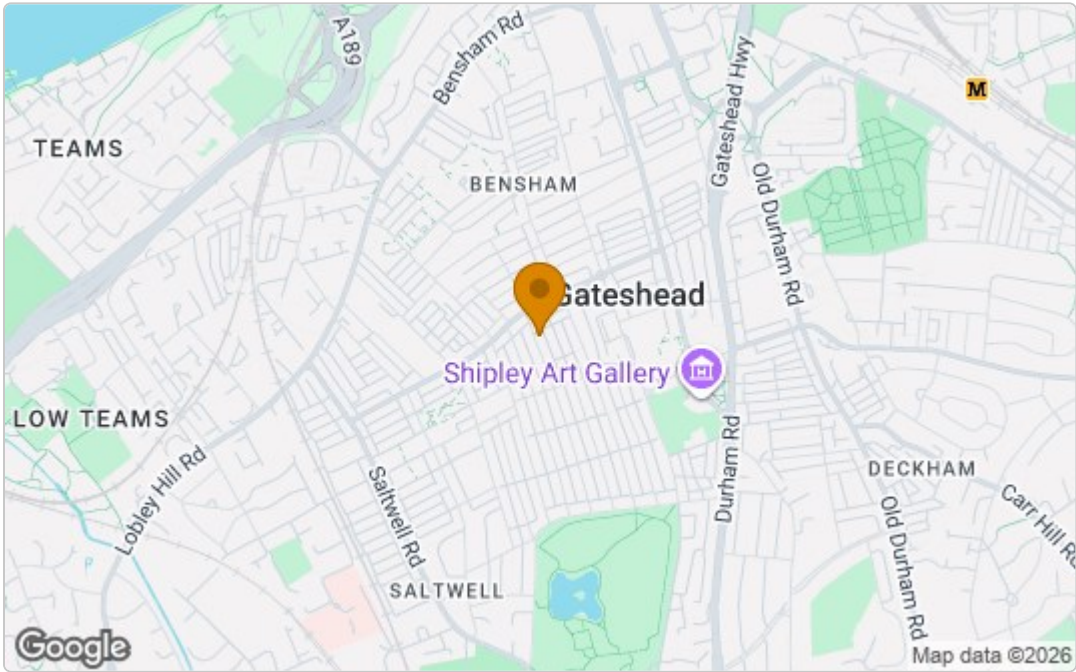 A189
Bensham Rd
Gateshead Hwy
M
TEAMS
BENSHAM
Old Durham Rd
Gateshead
Shipley Art Gallery
LOW TEAMS
Lobley Hill Rd
Saltwell Rd
Durham Rd
DECKHAM
Carr Hill Rd
Old Durham Rd
SALTWELL
Google
Map data ©2026